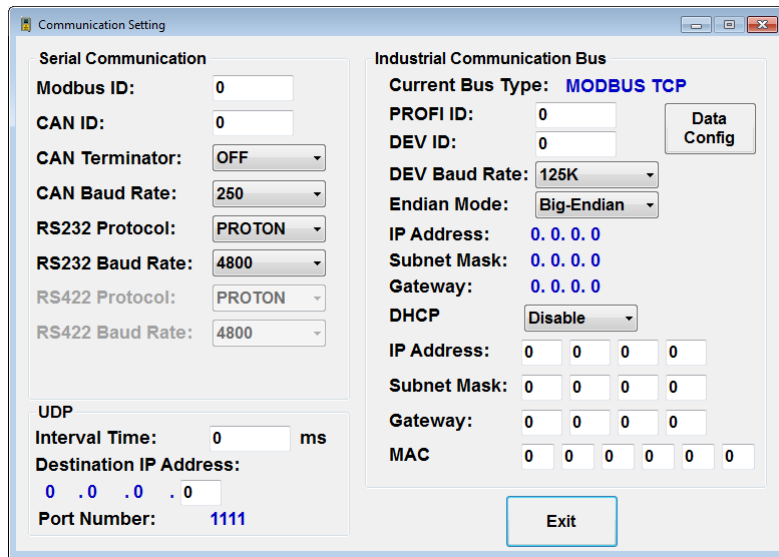 Communication Setting
Serial Communication
Modbus ID: 0
CAN ID: 0
CAN Terminator: OFF
CAN Baud Rate: 250
RS232 Protocol: PROTON
RS232 Baud Rate: 4800
RS422 Protocol: PROTON
RS422 Baud Rate: 4800
UDP
Interval Time: 0 ms
Destination IP Address:
0 .0 .0 .0
Port Number: 1111
Industrial Communication Bus
Current Bus Type: MODBUS TCP
PROFI ID: 0
DEV ID: 0
Data
Config
DEV Baud Rate: 125K
Endian Mode: Big-Endian
IP Address: 0. 0. 0. 0
Subnet Mask: 0. 0. 0. 0
Gateway: 0. 0. 0. 0
DHCP Disable
IP Address: 0 0 0 0
Subnet Mask: 0 0 0 0
Gateway: 0 0 0 0
MAC 0 0 0 0 0 0
Exit